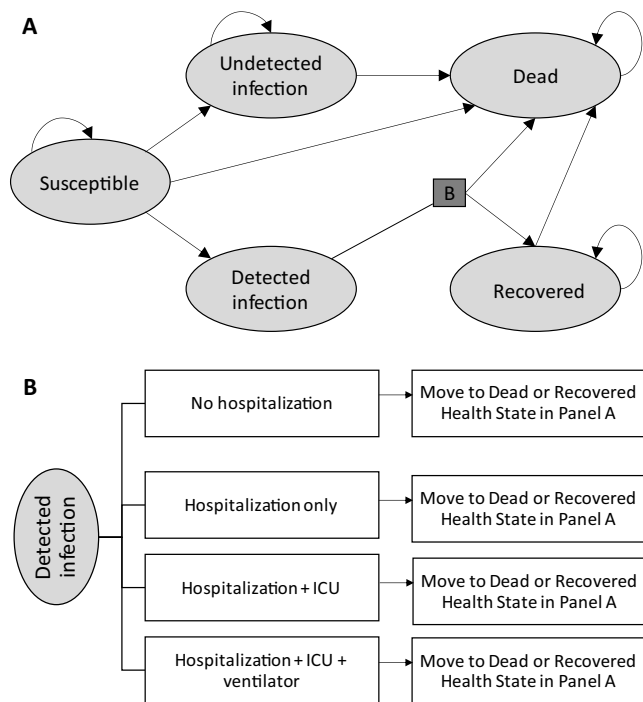 A
Undetected
infection
Dead
Susceptible
B
Detected
infection
Recovered
B
Detected
infection
No hospitalization
Move to Dead or Recovered
Health State in Panel A
Hospitalization only
Move to Dead or Recovered
Health State in Panel A
Hospitalization + ICU
Move to Dead or Recovered
Health State in Panel A
Hospitalization + ICU +
ventilator
Move to Dead or Recovered
Health State in Panel A